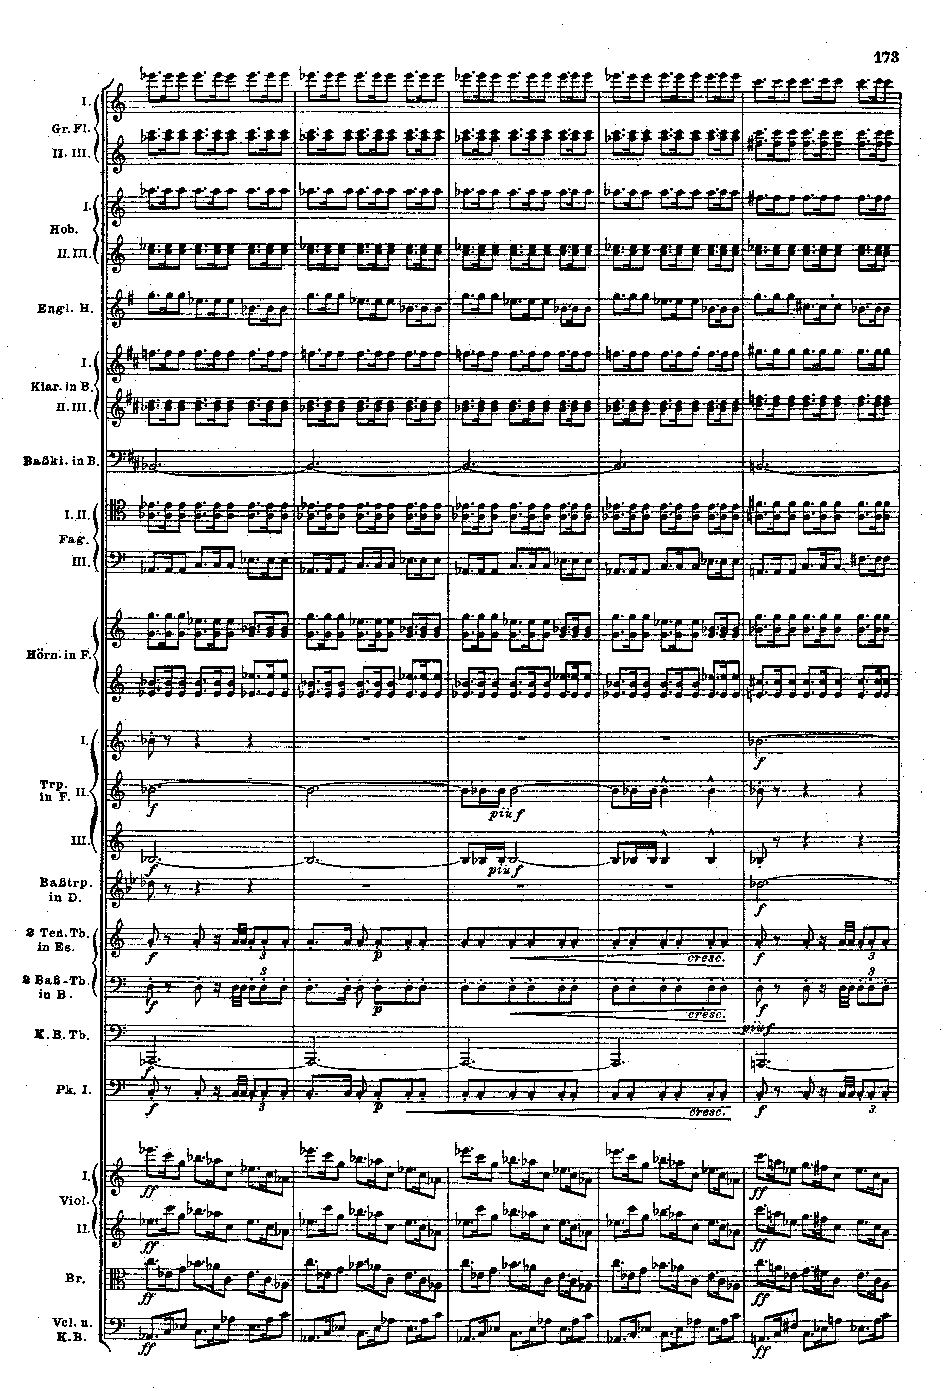 173
I.
Gr. Fl.
II. III.
I.
Hob.
II. III.
Engl. H.
I.
Klar. in B.
II. III.
Baßkl. in B.
I. II.
Fag.
III.
Hörn. in F.
I.
f
Trp.
in F. II.
f
più f
III.
f
più f
Baßtrp.
in D.
f
2 Ten. Tb.
in Es.
f
3
p
cresc.
f
3
3
3
2 Baß-Tb.
in B.
f
p
cresc.
f
più f
K. B. Tb.
f
Pk. I.
f
3
p
cresc.
f
3.
I.
ff
ff
Viol.
II.
ff
ff
Br.
ff
ff
Vcl. u.
K. B.
ff
ff